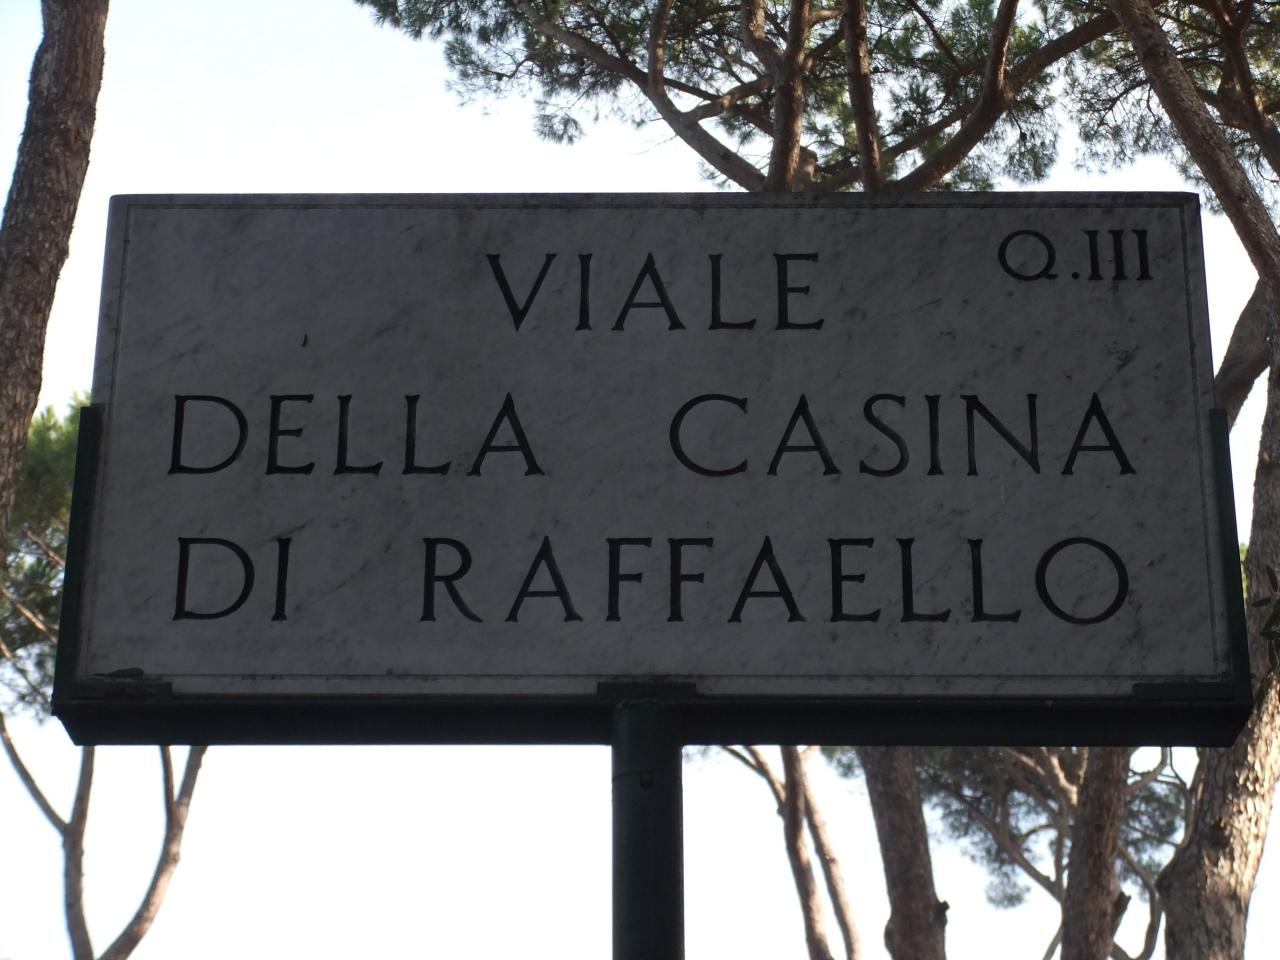 Q.III
VIALE
DELLA CASINA
DI RAFFAELLO